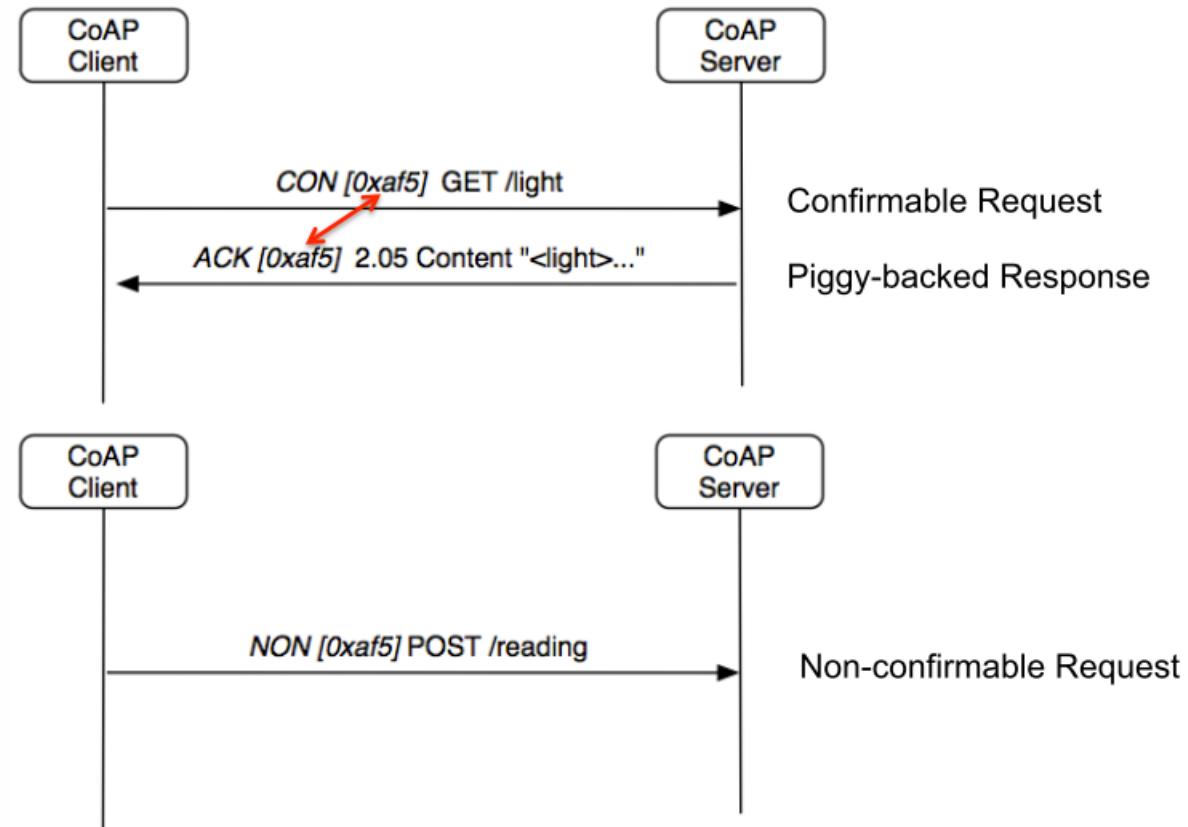 CoAP
Client
CoAP
Server
CON [0xaf5] GET /light
Confirmable Request
ACK [0xaf5] 2.05 Content "<light>..."
Piggy-backed Response
CoAP
Client
CoAP
Server
NON [0xaf5] POST /reading
Non-confirmable Request